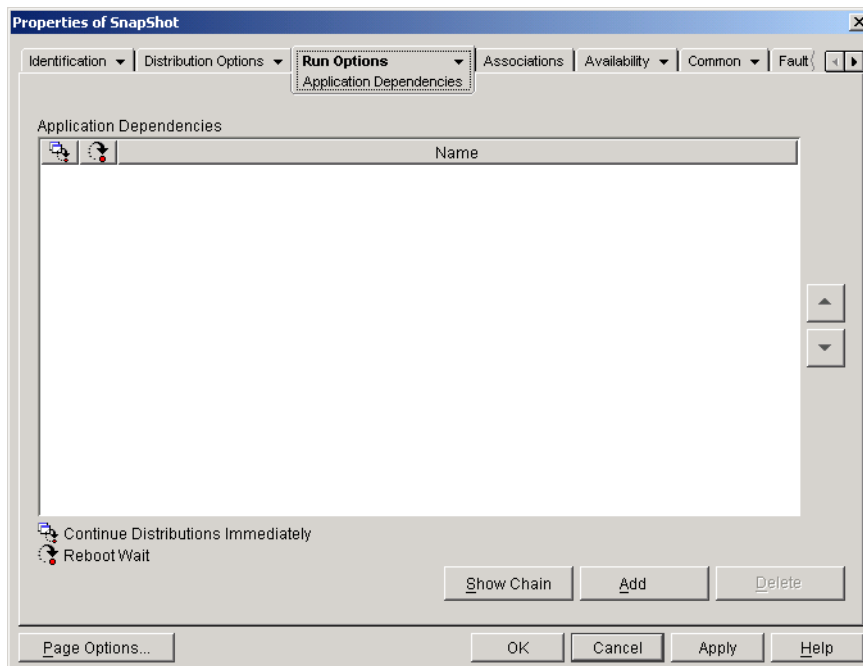 Properties of SnapShot
Identification Distribution Options Run Options Associations Availability Common Fault
Application Dependencies
Application Dependencies
Name
Continue Distributions Immediately
Reboot Wait
Show Chain Add Delete
Page Options... OK Cancel Apply Help